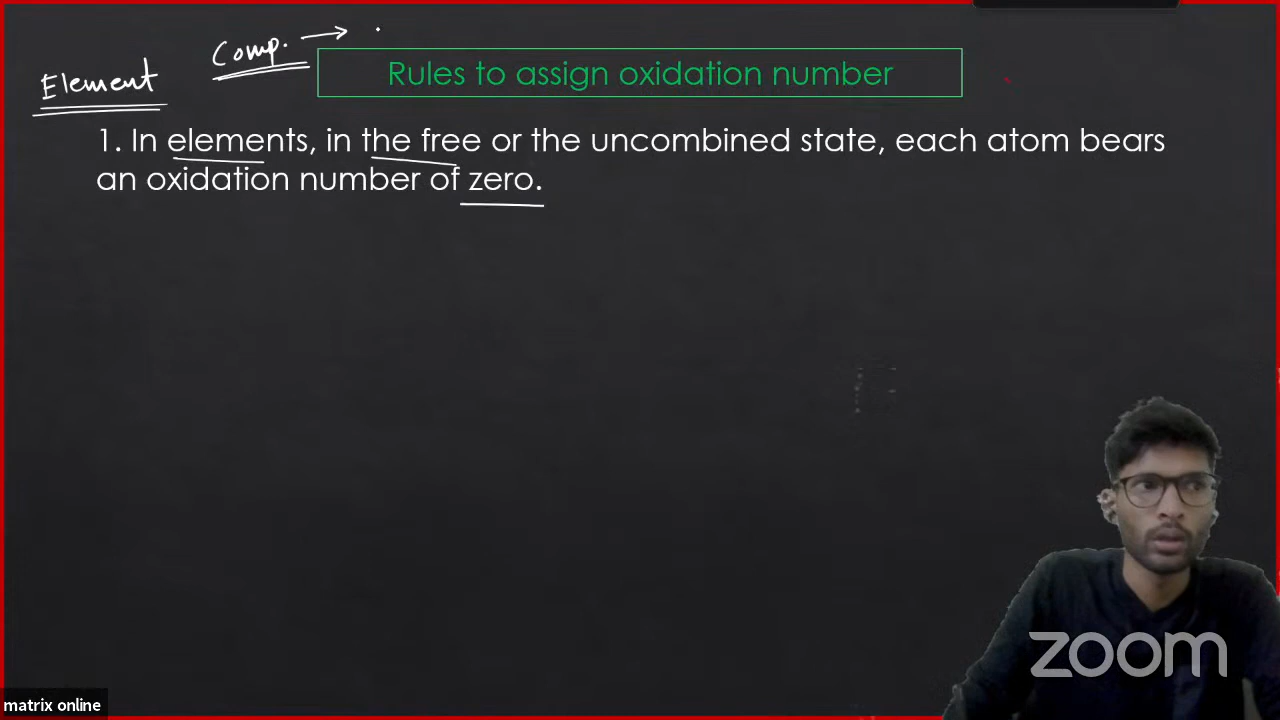 Comp.
Element
Rules to assign oxidation number
1. In elements, in the free or the uncombined state, each atom bears
an oxidation number of zero.
zoom
matrix online